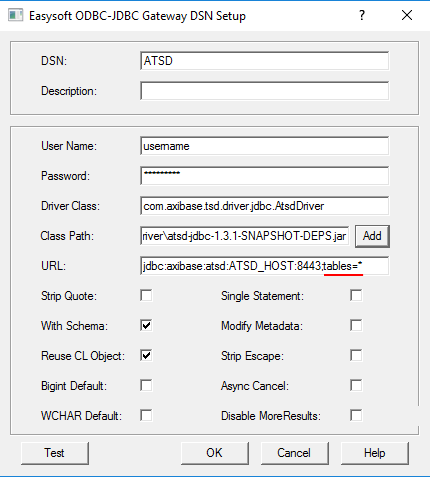 Easysoft ODBC-JDBC Gateway DSN Setup ?
DSN: ATSD
Description:
User Name: username
Password: *********
Driver Class: com.axibase.tsd.driver.jdbc.AtsdDriver
Class Path: river\atsd-jdbc-1.3.1-SNAPSHOT-DEPS.jar Add
URL: jdbc:axibase:atsd:ATSD_HOST:8443;tables=*
Strip Quote: Single Statement:
With Schema: Modify Metadata:
Reuse CL Object: Strip Escape:
Bigint Default: Async Cancel:
WCHAR Default: Disable MoreResults:
Test OK Cancel Help